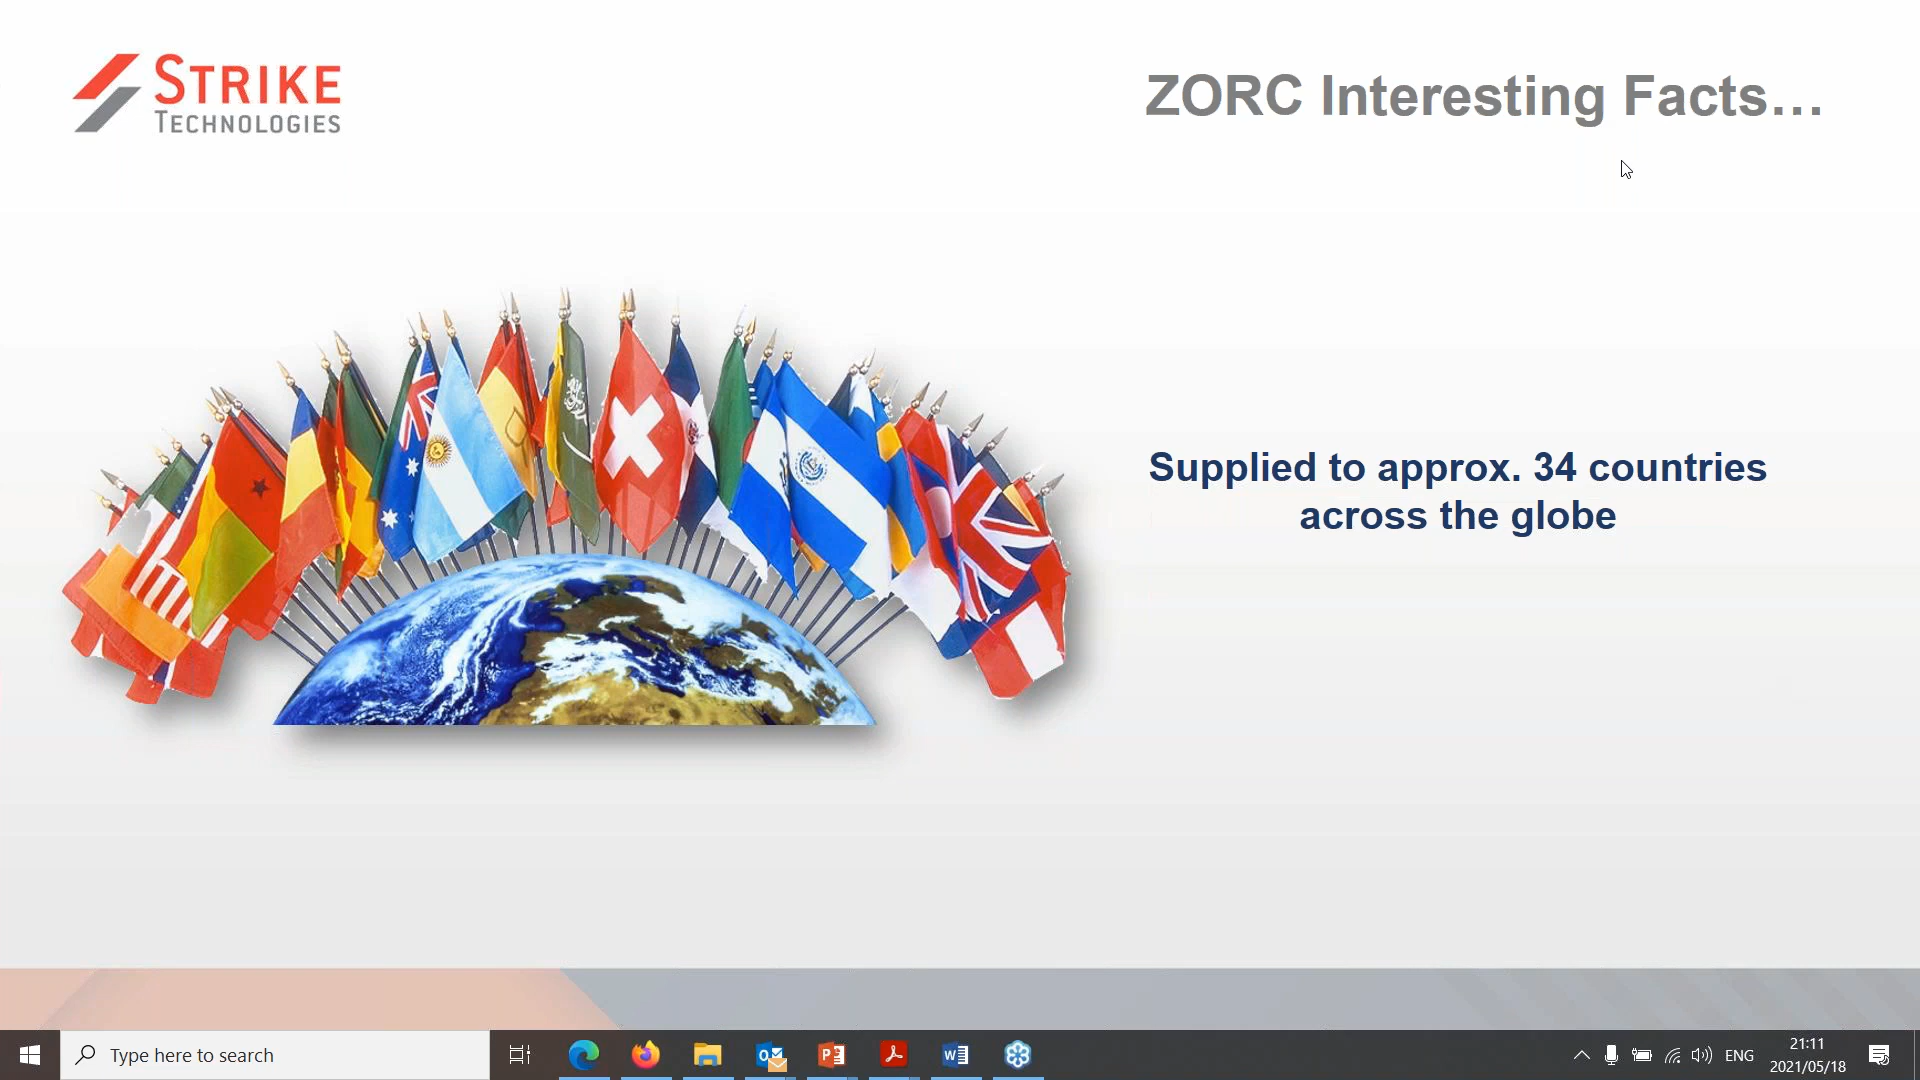 STRIKE
TECHNOLOGIES
ZORC Interesting Facts…
Supplied to approx. 34 countries
across the globe
Type here to search
ENG
21:11
2021/05/18